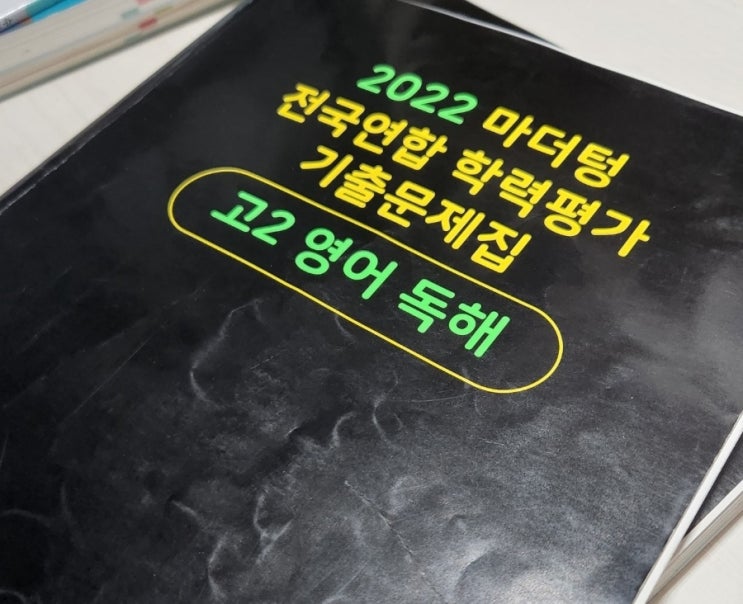 2022 마더텅
전국연합 학력평가
기출문제집
고2 영어 독해